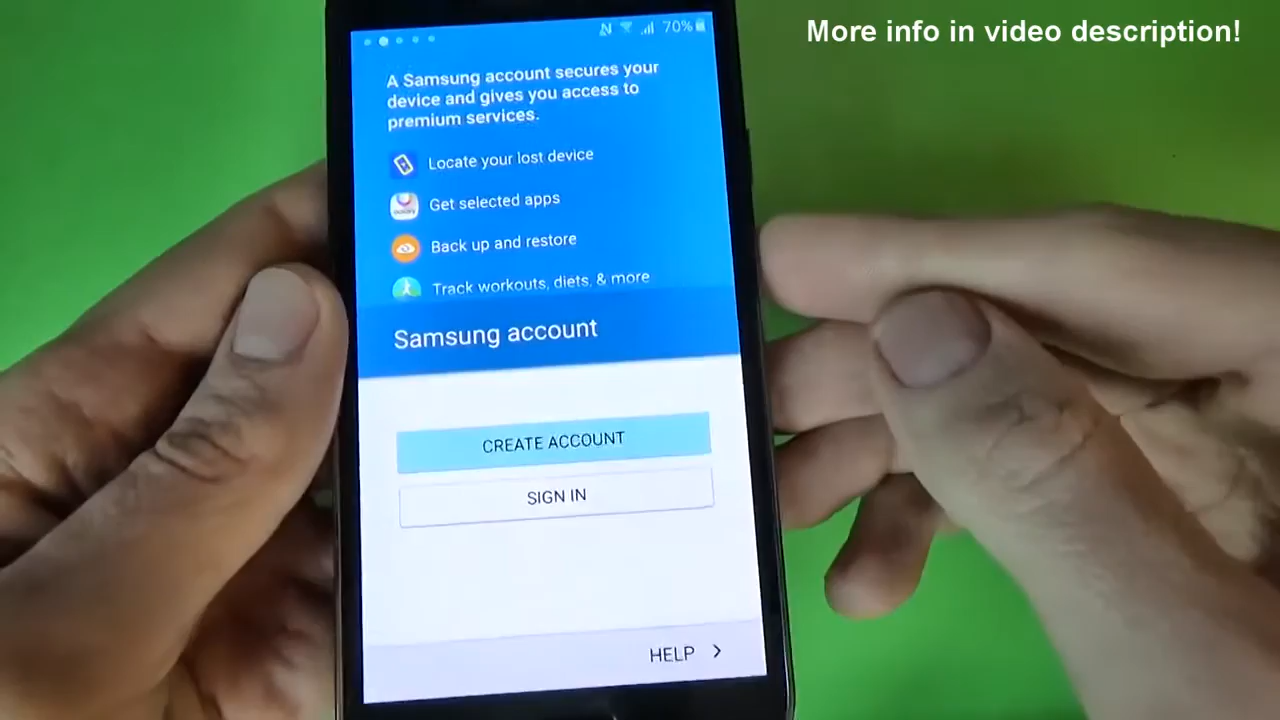 More info in video description!
N 70%
A Samsung account secures your
device and gives you access to
premium services.
Locate your lost device
Get selected apps
Back up and restore
Track workouts, diets, & more
Samsung account
CREATE ACCOUNT
SIGN IN
HELP >